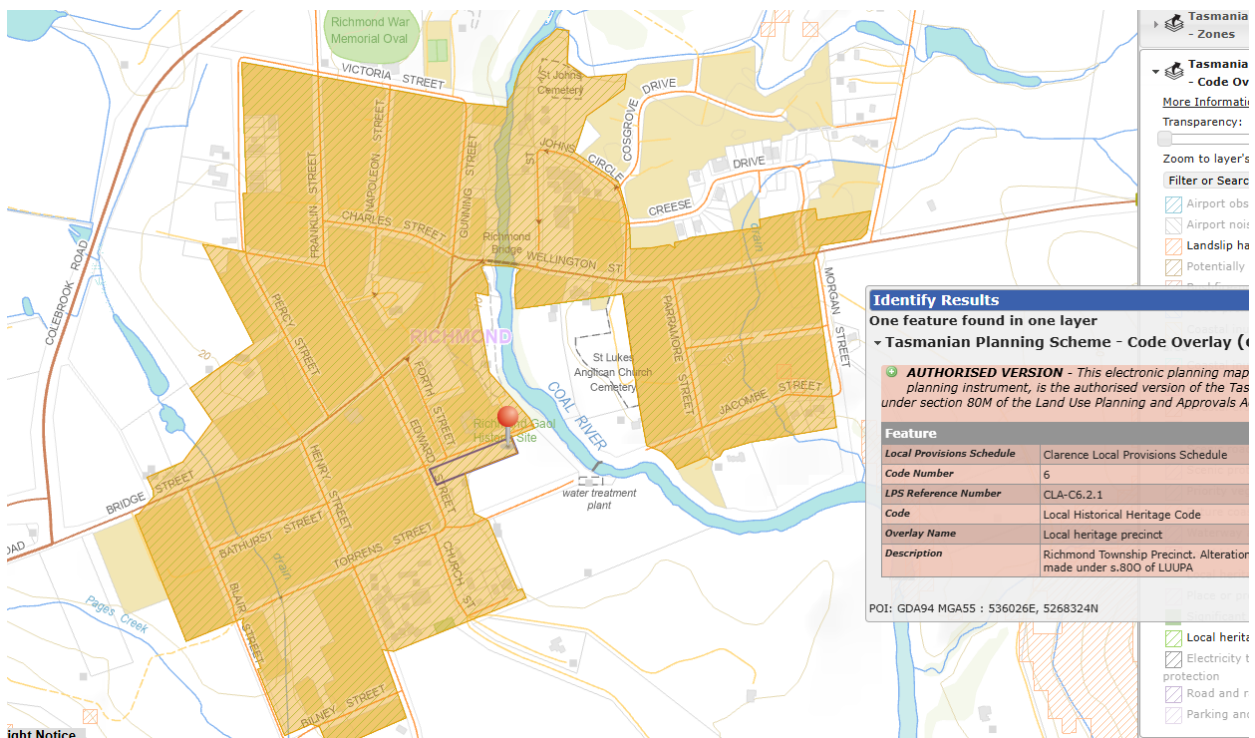 Richmond War
Memorial Oval
VICTORIA STREET
St Johns
Cemetery
COSGROVE DRIVE
JOHNS CIRCLE
ST
DRIVE
CREESE
FRANKLIN STREET
NAPOLEON STREET
GUNNING STREET
CHARLES STREET
Richmond
Bridge
WELLINGTON ST
drain
COLEBROOK ROAD
PERCY STREET
20
RICHMOND
PARRAMORE STREET
MORGAN STREET
10
St Lukes
Anglican Church
Cemetery
JACOMBE STREET
COAL RIVER
FORTH STREET
EDWARD STREET
Richmond Gaol
Historic Site
HENRY STREET
BRIDGE STREET
water treatment
plant
BATHURST STREET
TORRENS STREET
CHURCH ST
OAD
drain
BLAIR STREET
Pages Creek
BILNEY STREET
ight Notice
Tasmania
- Zones
Tasmania
- Code Ov
More Informati
Transparency:
Zoom to layer's
Filter or Searc
Airport obs
Airport nois
Landslip ha
Potentially
Identify Results
One feature found in one layer
Tasmanian Planning Scheme - Code Overlay (
AUTHORISED VERSION - This electronic planning map
planning instrument, is the authorised version of the Tas
under section 80M of the Land Use Planning and Approvals A
Feature
Local Provisions Schedule Clarence Local Provisions Schedule
Code Number 6
LPS Reference Number CLA-C6.2.1
Code Local Historical Heritage Code
Overlay Name Local heritage precinct
Description Richmond Township Precinct. Alteration
made under s.80O of LUUPA
POI: GDA94 MGA55 : 536026E, 5268324N
Local herita
Electricity t
protection
Road and r
Parking and